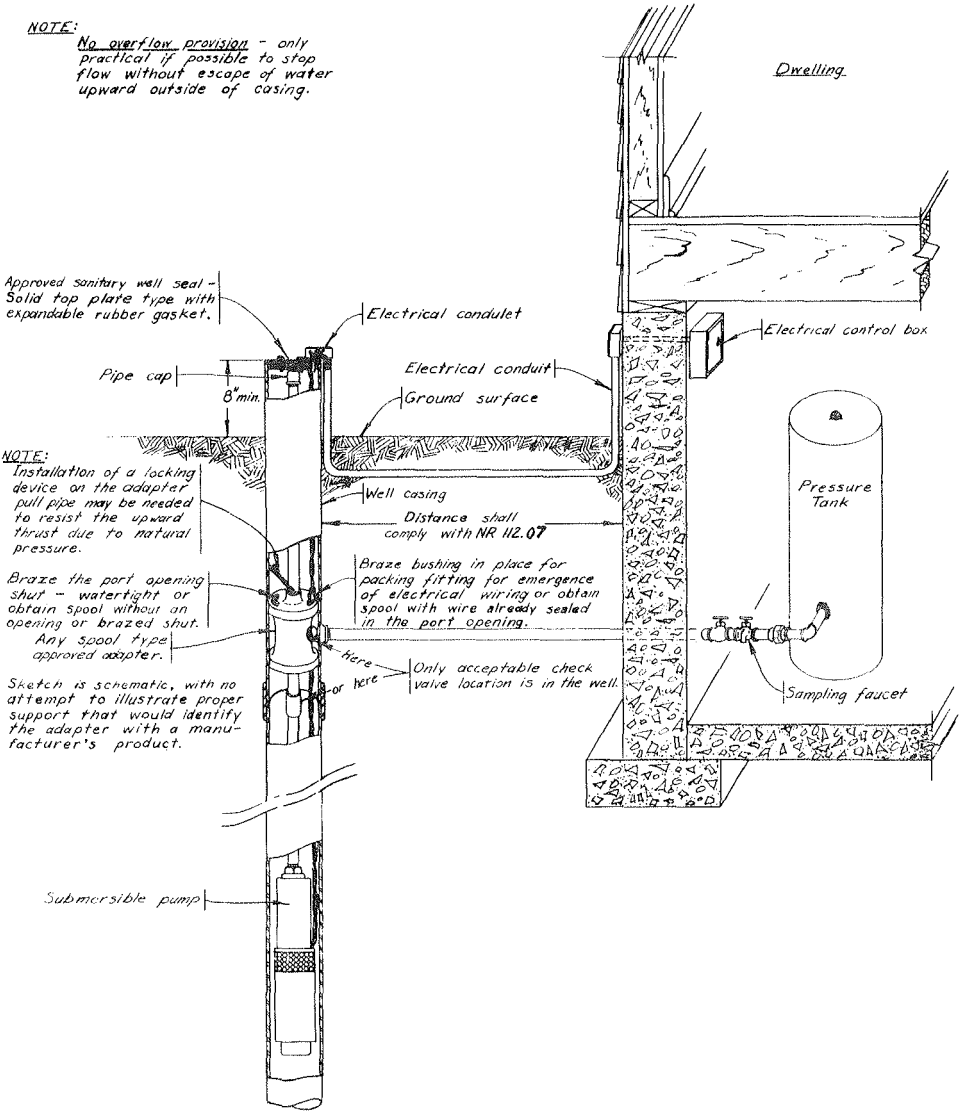 NOTE:
No overflow provision - only
practical if possible to stop
flow without escape of water
upward outside of casing.
Dwelling
Approved sanitary well seal -
Solid top plate type with
expandable rubber gasket.
Electrical condulet
Electrical control box
Pipe cap
Electrical conduit
8" min.
Ground surface
NOTE:
Installation of a locking
device on the adapter
pull pipe may be needed
to resist the upward
thrust due to natural
pressure.
Well casing
Distance shall
comply with NR 112.07
Pressure
Tank
Braze the port opening
shut - watertight or
obtain spool without an
opening or brazed shut.
Braze bushing in place for
packing fitting for emergence
of electrical wiring or obtain
spool with wire already sealed
in the port opening.
Any spool type
approved adapter.
Here
or here
Only acceptable check
valve location is in the well.
Sampling faucet
Sketch is schematic, with no
attempt to illustrate proper
support that would identify
the adapter with a manu-
facturer's product.
Submersible pump